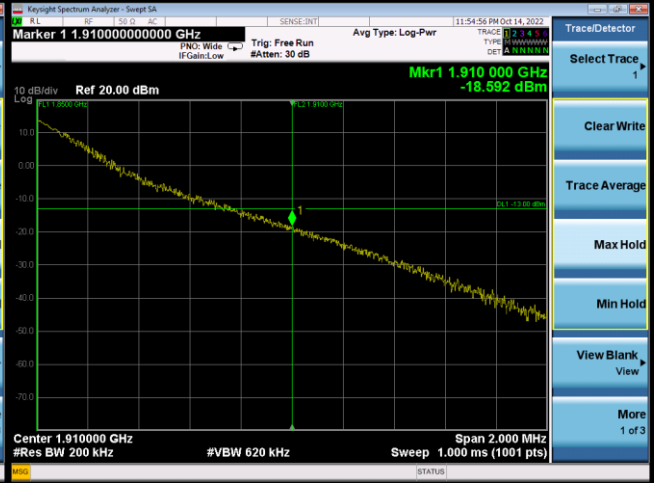 Keysight Spectrum Analyzer - Swept SA
RL RF 50 Ω AC SENSE:INT 11:54:56 PM Oct 14, 2022
Marker 1 1.910000000000 GHz
PNO: Wide
IFGain:Low
Trig: Free Run
#Atten: 30 dB
Avg Type: Log-Pwr
TRACE 1 2 3 4 5 6
TYPE M W W W W W
DET A N N N N N
Mkr1 1.910 000 GHz
-18.592 dBm
10 dB/div
Log
Ref 20.00 dBm
FL1 1.8500 GHz
FL2 1.9100 GHz
10.0
0.00
-10.0
DL1 -13.00 dBm
1
-20.0
-30.0
-40.0
-50.0
-60.0
-70.0
Center 1.910000 GHz
Span 2.000 MHz
#Res BW 200 kHz
#VBW 620 kHz
Sweep 1.000 ms (1001 pts)
MSG
STATUS
Trace/Detector
Select Trace
1
Clear Write
Trace Average
Max Hold
Min Hold
View Blank
View
More
1 of 3